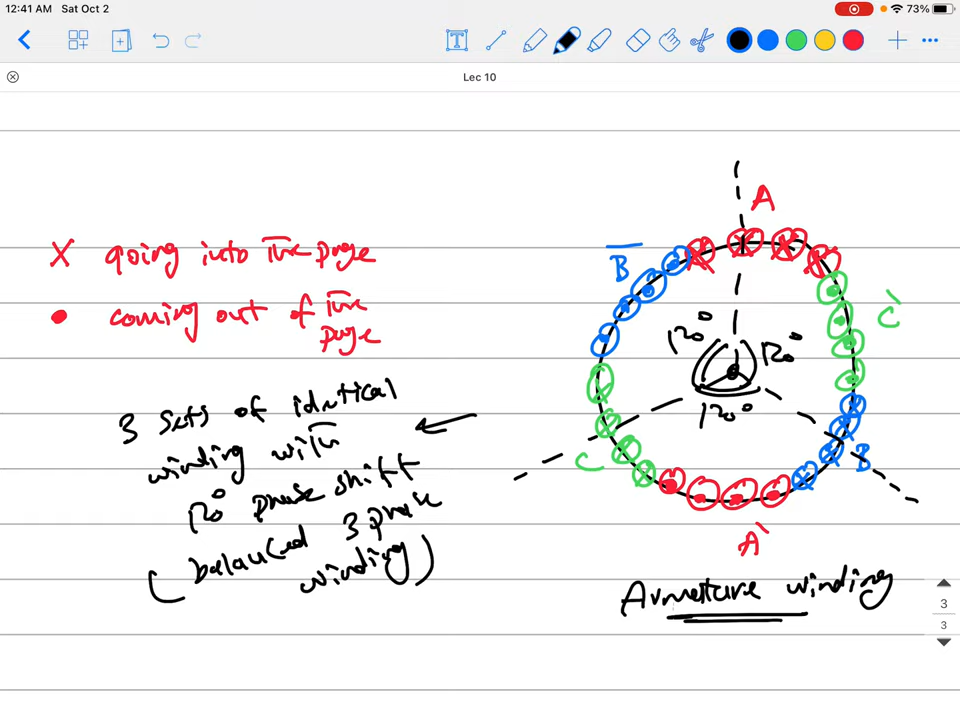 12:41 AM Sat Oct 2
73%
T
Lec 10
A
B
X going into the page
• coming out of the
page
C'
120°
120°
120°
3 sets of identical
winding with
120° phase shift
(balanced 3 phase
winding)
C
B
A'
Armature winding
3
3